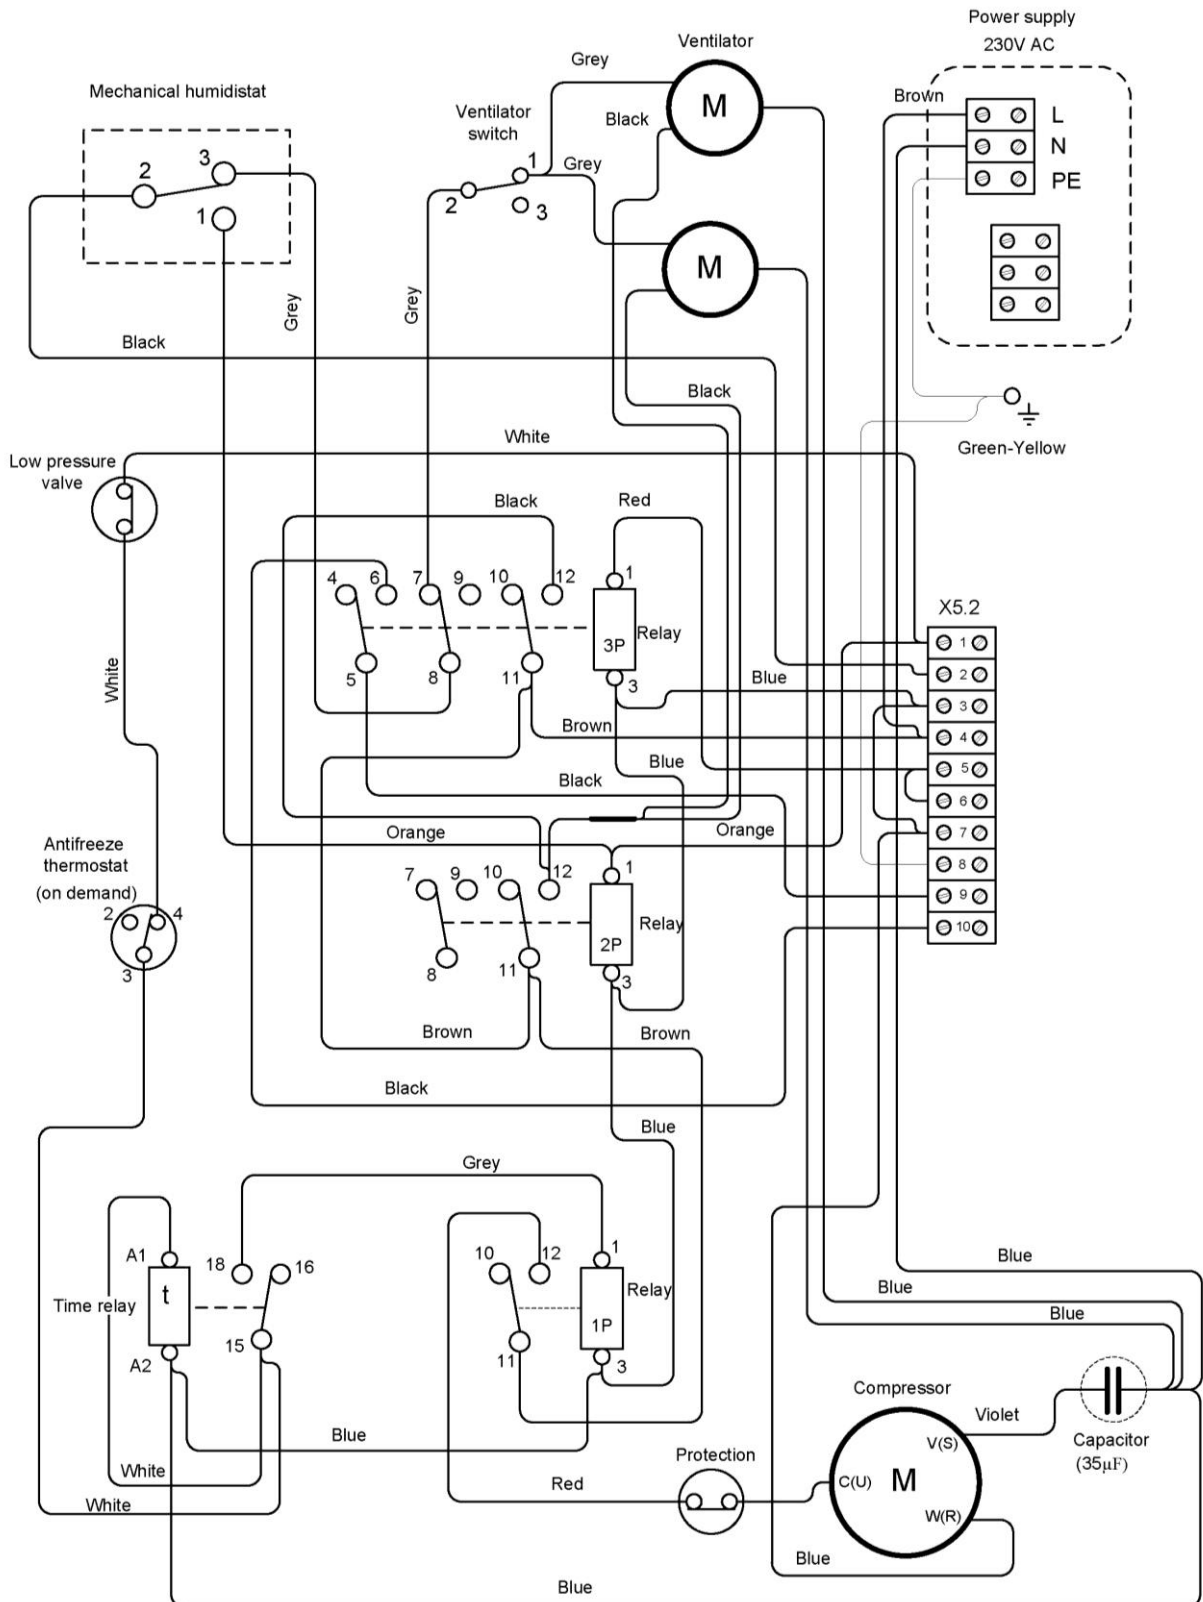 Power supply
230V AC
Ventilator
Grey
Mechanical humidistat
Ventilator
switch
Black
M
Brown
L
N
PE
3
2
1
1
2
3
Grey
M
Grey
Grey
Black
Black
Green-Yellow
White
Low pressure
valve
Black
Red
4
6
7
9
10
12
1
3P
Relay
5
8
11
3
X5.2
1
2
3
4
5
6
7
8
9
10
White
Blue
Brown
Blue
Black
Orange
Orange
Antifreeze
thermostat
(on demand)
2
4
3
7
9
10
12
1
2P
Relay
8
11
3
Brown
Brown
Black
Blue
Grey
A1
18
16
10
12
1
t
Time relay
1P
Relay
A2
15
11
3
Blue
Blue
Blue
Compressor
Violet
Capacitor
(35µF)
V(S)
C(U)
M
W(R)
Protection
Blue
White
White
Red
Blue
Blue